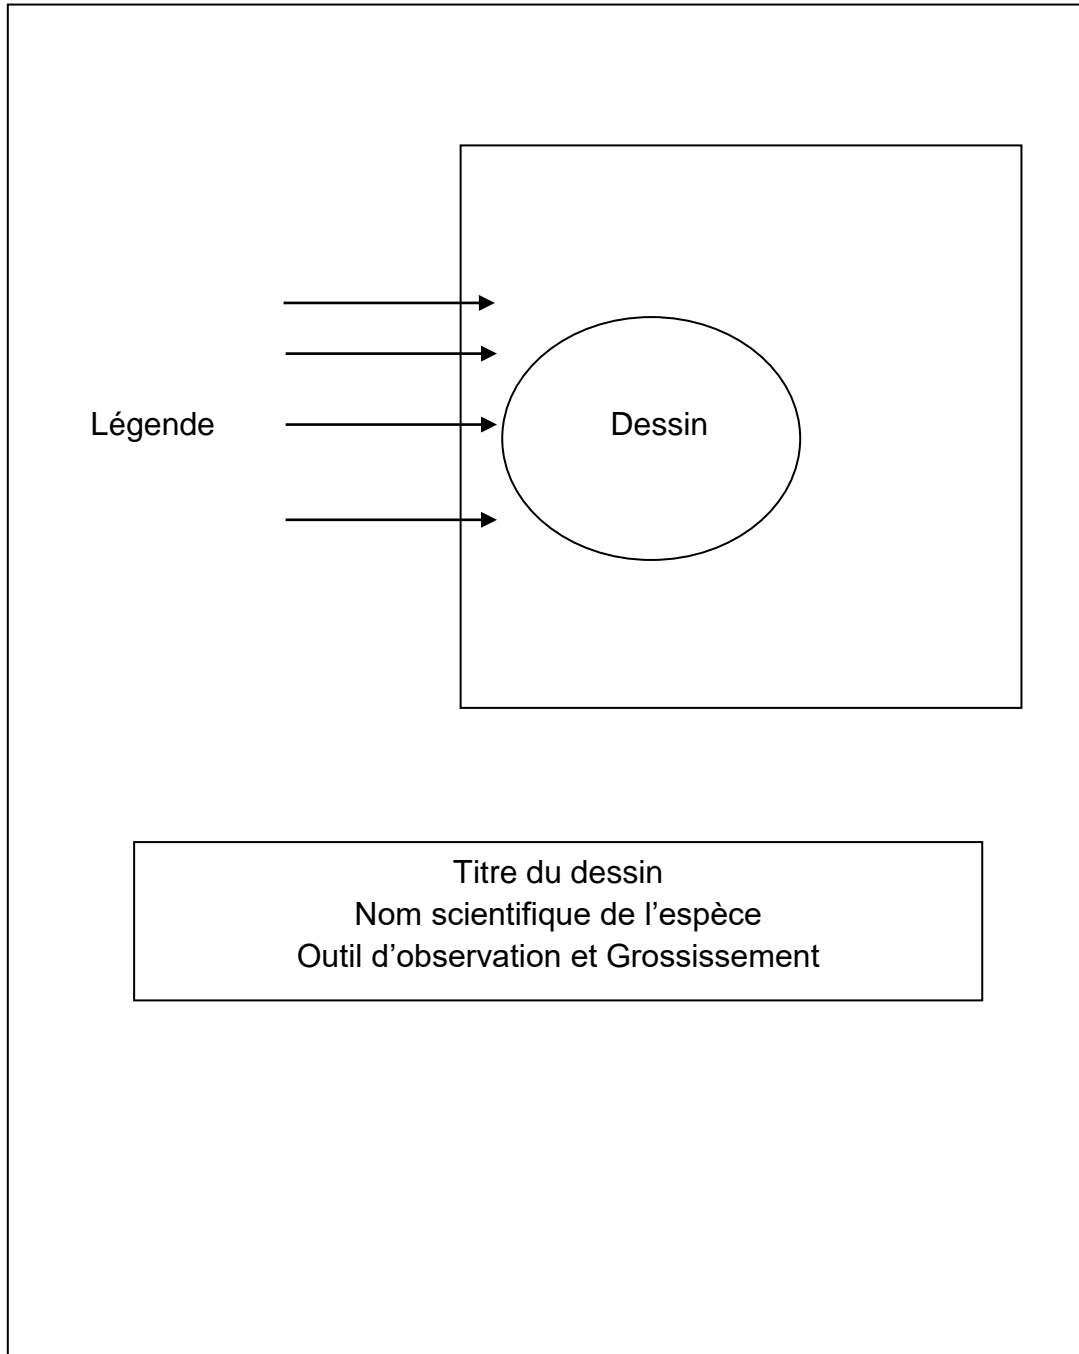 Légende
Dessin
Titre du dessin
Nom scientifique de l’espèce
Outil d’observation et Grossissement